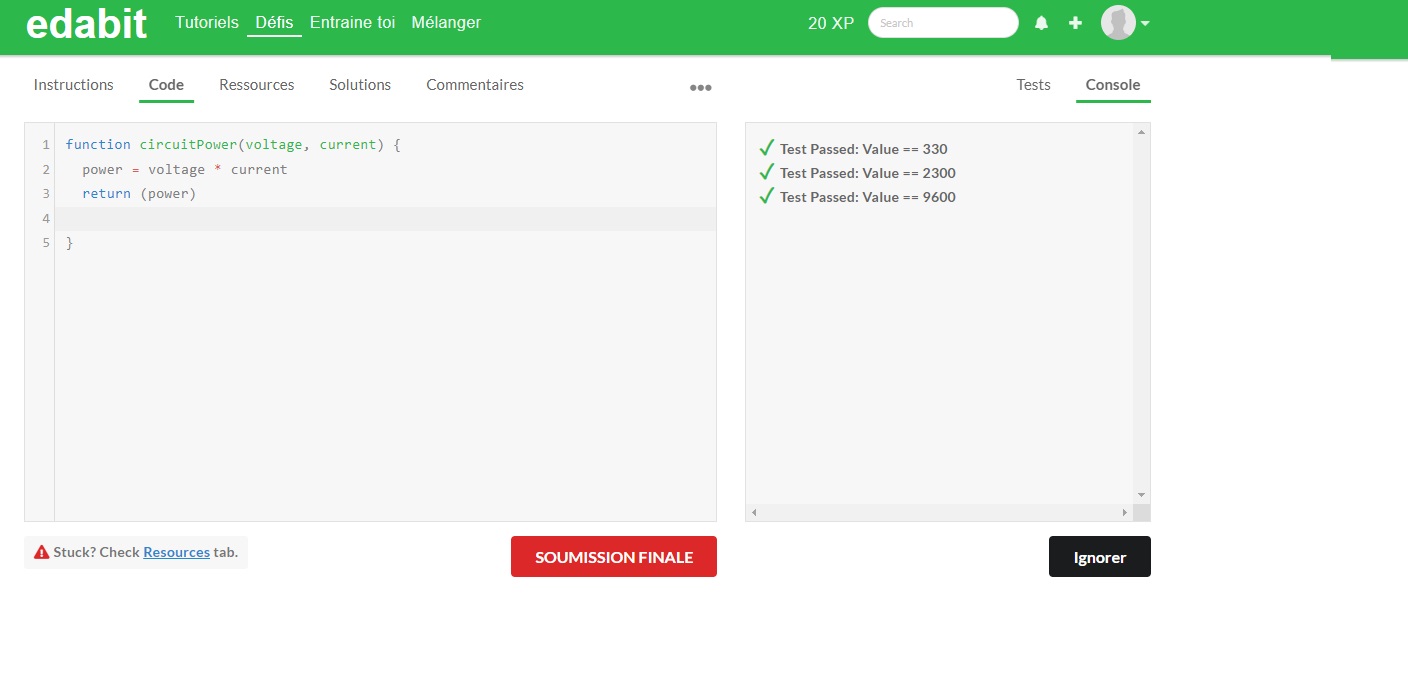 edabit Tutoriels Défis Entraine toi Mélanger 20 XP Search
Instructions Code Ressources Solutions Commentaires ••• Tests Console
1 function circuitPower(voltage, current) {
2 power = voltage * current
3 return (power)
4
5 }
Test Passed: Value == 330
Test Passed: Value == 2300
Test Passed: Value == 9600
Stuck? Check Resources tab.
SOUMISSION FINALE
Ignorer